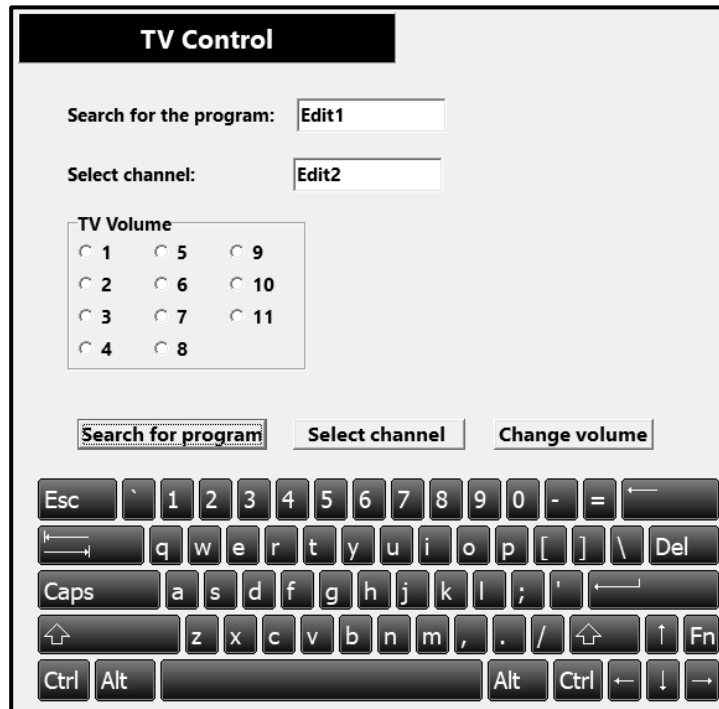 TV Control
Search for the program: Edit1
Select channel: Edit2
TV Volume
1 5 9
2 6 10
3 7 11
4 8
Search for program Select channel Change volume
Esc ` 1 2 3 4 5 6 7 8 9 0 - = ←
q w e r t y u i o p [ ] \ Del
Caps a s d f g h j k l ; '
z x c v b n m , . / ↑ Fn
Ctrl Alt Alt Ctrl ← ↓ →